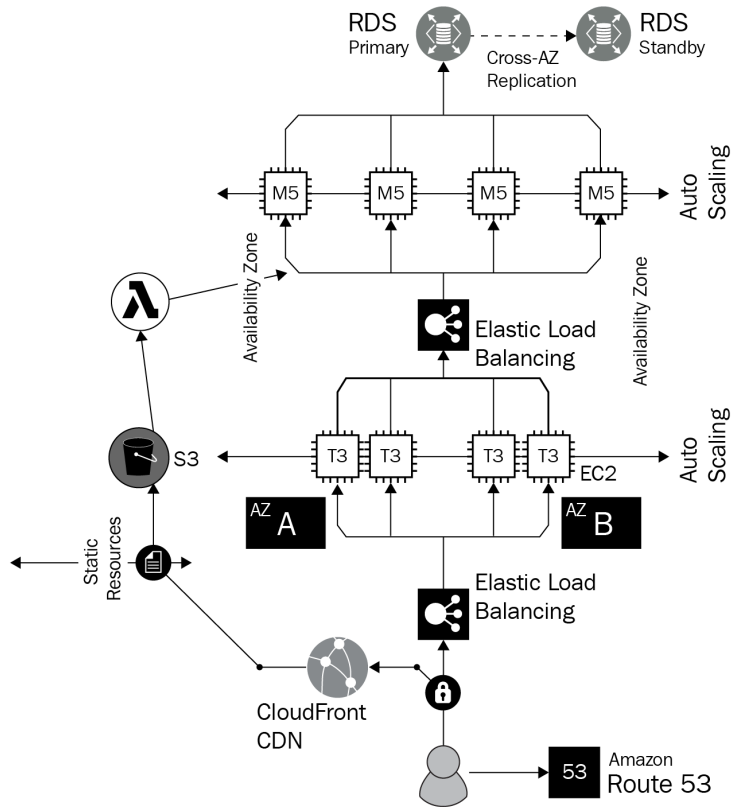 RDS
Primary
RDS
Standby
Cross-AZ
Replication
M5
M5
M5
M5
Auto
Scaling
Availability Zone
Availability Zone
Elastic Load
Balancing
S3
T3
T3
T3
T3
EC2
Auto
Scaling
AZ A
AZ B
Static
Resources
Elastic Load
Balancing
CloudFront
CDN
53
Amazon
Route 53